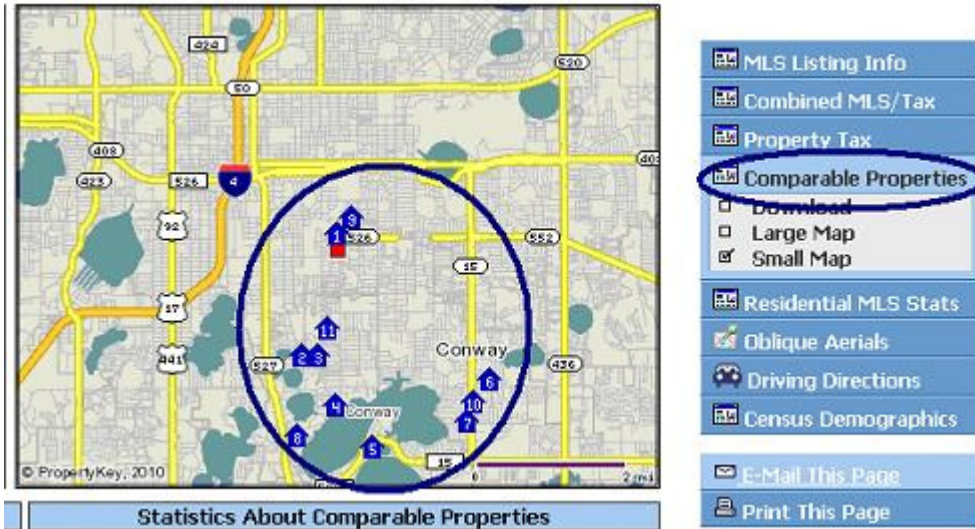 424
520
50
408
408
423
526
4
92
9
1
526
552
15
17
11
Conway
441
2
3
527
436
6
4
Conway
10
7
8
5
15
© PropertyKey, 2010
0
Statistics About Comparable Properties
MLS Listing Info
Combined MLS/Tax
Property Tax
Comparable Properties
Download
Large Map
Small Map
Residential MLS Stats
Oblique Aerials
Driving Directions
Census Demographics
E-Mail This Page
Print This Page